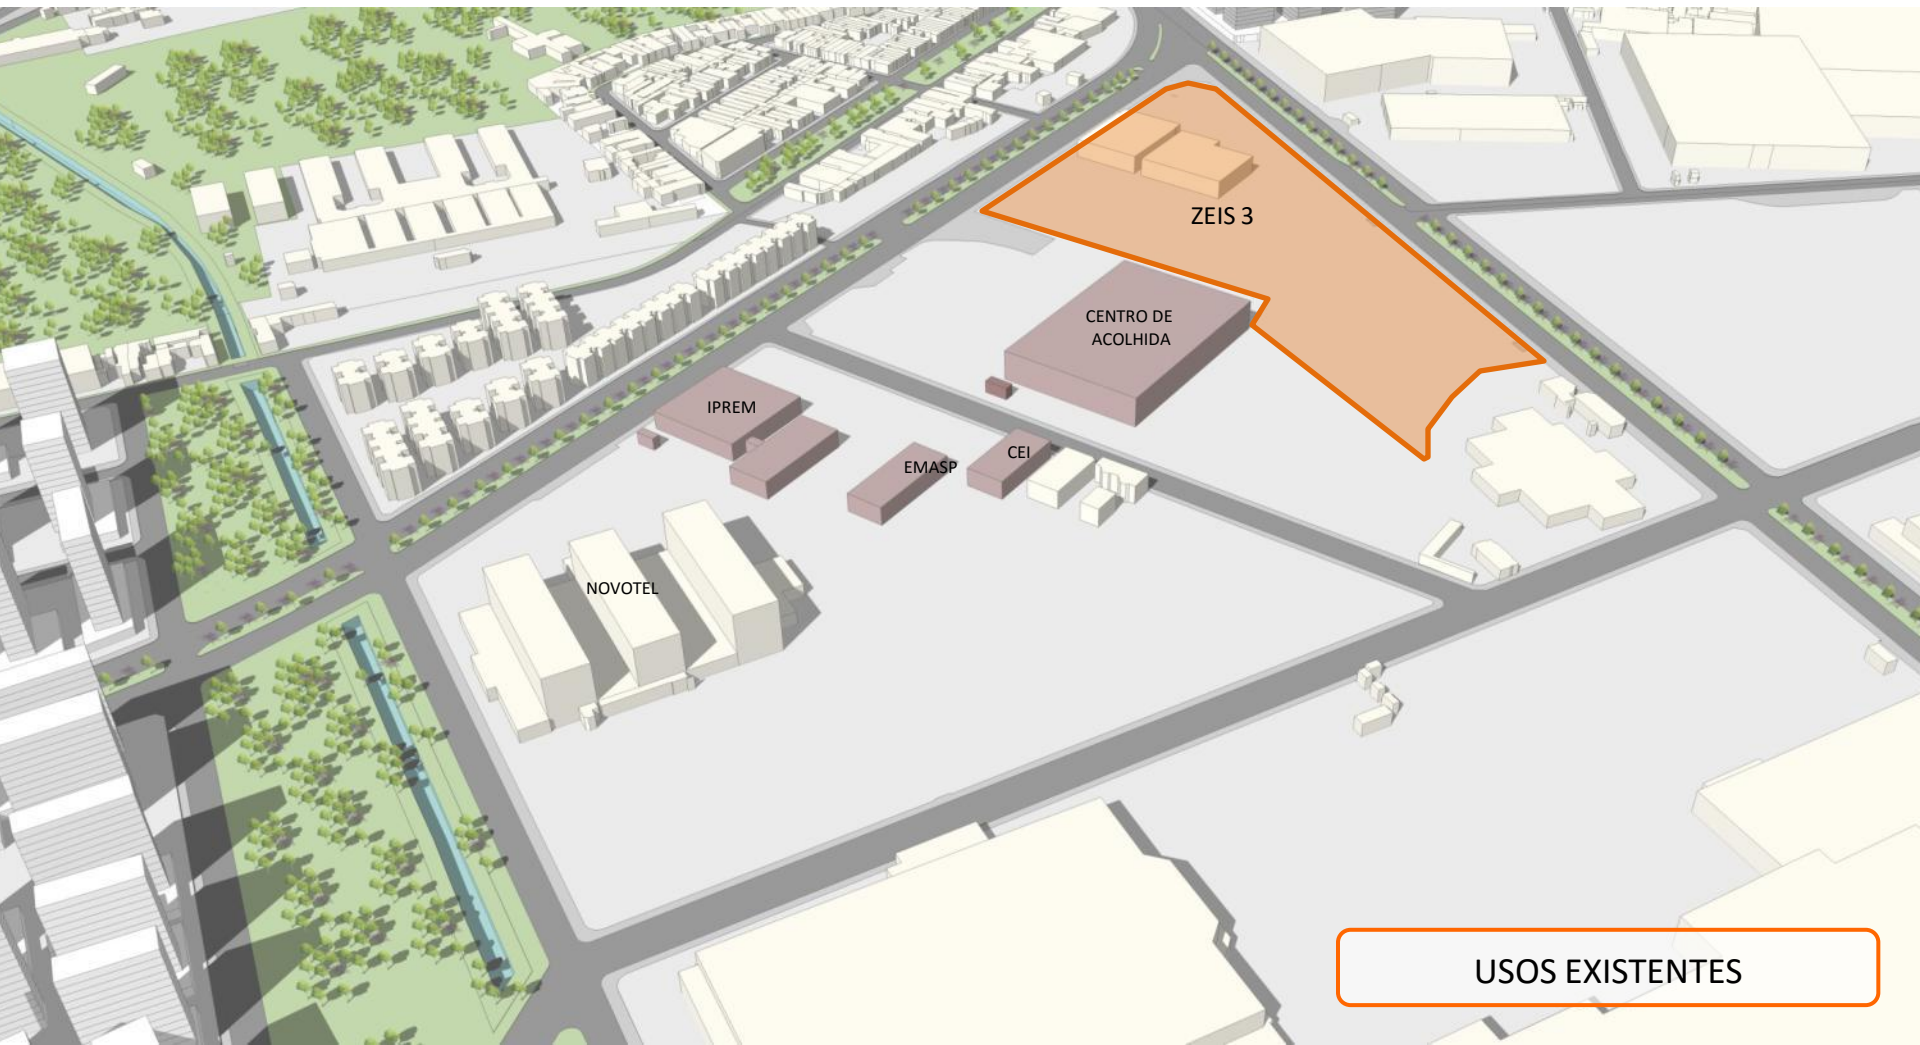 ZEIS 3
CENTRO DE
ACOLHIDA
IPREM
CEI
EMASP
NOVOTEL
USOS EXISTENTES